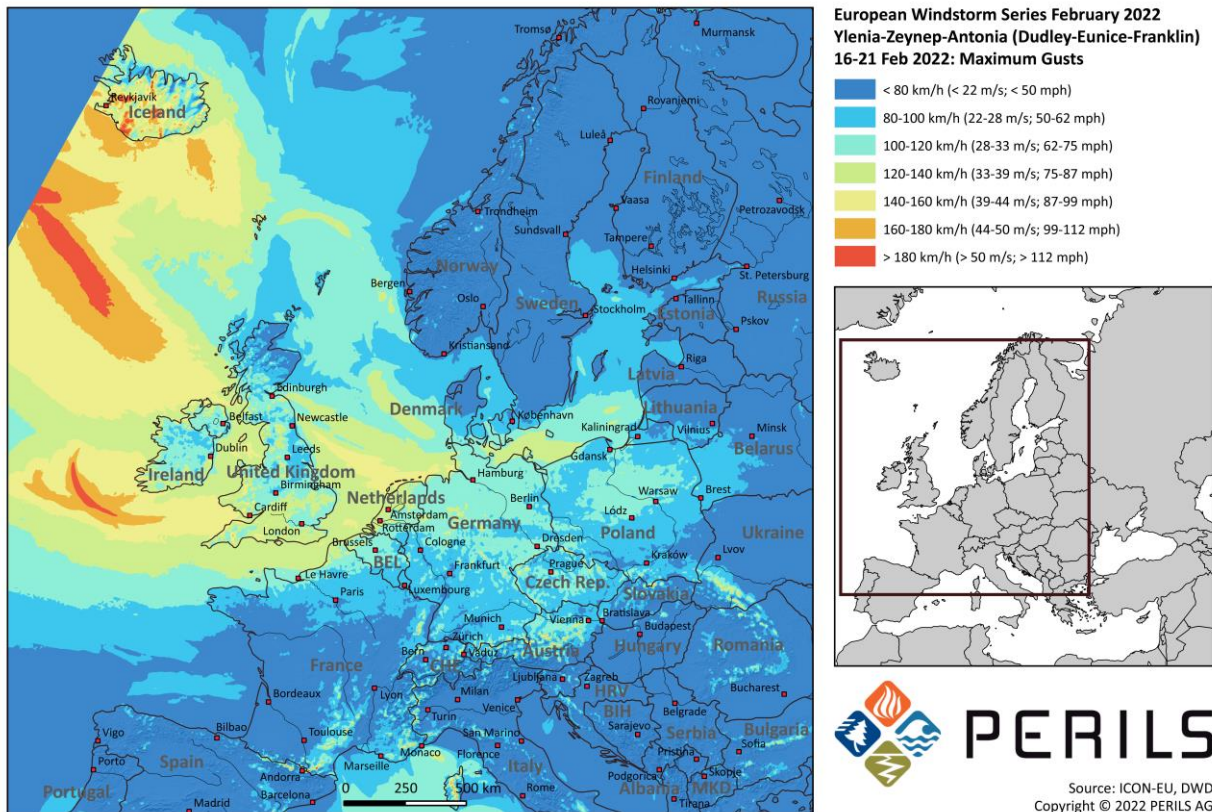 European Windstorm Series February 2022
Ylenia-Zeynep-Antonia (Dudley-Eunice-Franklin)
16-21 Feb 2022: Maximum Gusts
< 80 km/h (< 22 m/s; < 50 mph)
80-100 km/h (22-28 m/s; 50-62 mph)
100-120 km/h (28-33 m/s; 62-75 mph)
120-140 km/h (33-39 m/s; 75-87 mph)
140-160 km/h (39-44 m/s; 87-99 mph)
160-180 km/h (44-50 m/s; 99-112 mph)
> 180 km/h (> 50 m/s; > 112 mph)
Murmansk
Tromsø
Reykjavík
Iceland
Rovaniemi
Luleå
Finland
Vaasa
Petrozavodsk
Trondheim
Sundsvall
Tampere
Norway
Helsinki
St. Petersburg
Bergen
Oslo
Sweden
Stockholm
Tallinn
Estonia
Russia
Pskov
Kristiansand
Riga
Latvia
Edinburgh
Denmark
København
Lithuania
Belfast
Newcastle
Kaliningrad
Vilnius
Minsk
Belarus
Dublin
Leeds
Gdansk
Ireland
United Kingdom
Hamburg
Birmingham
Netherlands
Berlin
Warsaw
Brest
Cardiff
Amsterdam
Germany
Lódz
London
Rotterdam
Poland
Ukraine
Brussels
Cologne
Dresden
BEL
Kraków
Lvov
Le Havre
Frankfurt
Prague
Czech Rep.
Luxembourg
Slovakia
Paris
Munich
Vienna
Bratislava
Zürich
Budapest
Bern
Vaduz
Austria
Hungary
Romania
France
CHE
Ljubljana
Zagreb
Bordeaux
Lyon
Milan
Venice
HRV
Bucharest
Turin
BiH
Belgrade
Vigo
Bilbao
Toulouse
San Marino
Sarajevo
Serbia
Bulgaria
Monaco
Florence
Pristina
Sofia
Porto
Spain
Marseille
Italy
Andorra
Podgorica
Skopje
Portugal
Barcelona
Albania
MKD
Madrid
0 250 500 km
Rome
Tirana
PERILS
Source: ICON-EU, DWD
Copyright © 2022 PERILS AG